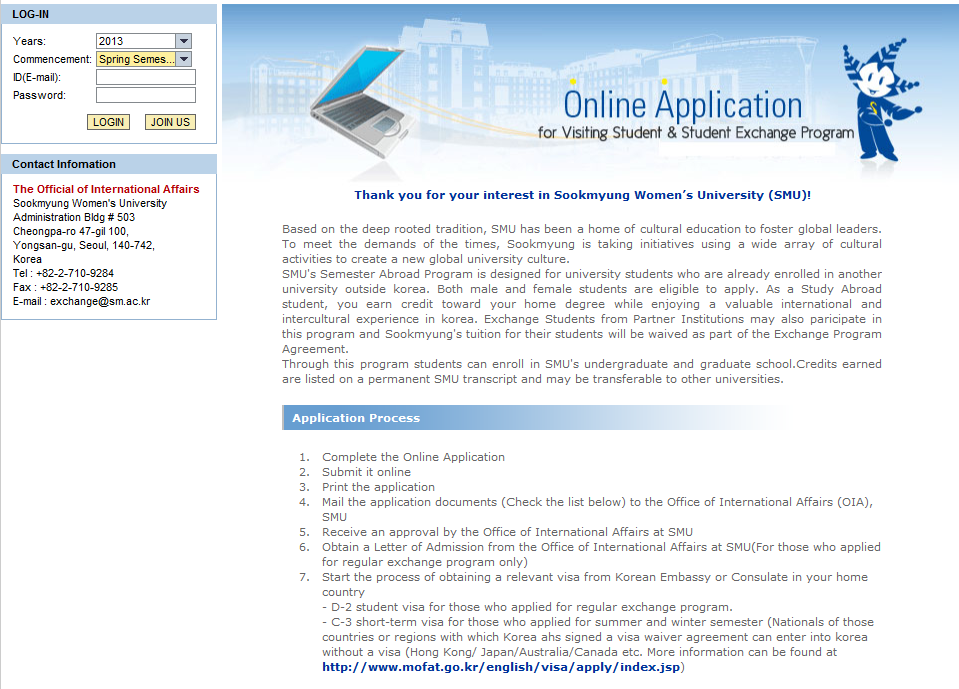 LOG-IN
Years:
2013
Commencement:
Spring Semes...
ID(E-mail):
Password:
LOGIN
JOIN US
Contact Infomation
The Official of International Affairs
Sookmyung Women's University
Administration Bldg # 503
Cheongpa-ro 47-gil 100,
Yongsan-gu, Seoul, 140-742,
Korea
Tel : +82-2-710-9284
Fax : +82-2-710-9285
E-mail : exchange@sm.ac.kr
Online Application
for Visiting Student & Student Exchange Program
Thank you for your interest in Sookmyung Women’s University (SMU)!
Based on the deep rooted tradition, SMU has been a home of cultural education to foster global leaders.
To meet the demands of the times, Sookmyung is taking initiatives using a wide array of cultural
activities to create a new global university culture.
SMU's Semester Abroad Program is designed for university students who are already enrolled in another
university outside korea. Both male and female students are eligible to apply. As a Study Abroad
student, you earn credit toward your home degree while enjoying a valuable international and
intercultural experience in korea. Exchange Students from Partner Institutions may also paricipate in
this program and Sookmyung's tuition for their students will be waived as part of the Exchange Program
Agreement.
Through this program students can enroll in SMU's undergraduate and graduate school.Credits earned
are listed on a permanent SMU transcript and may be transferable to other universities.
Application Process
1. Complete the Online Application
2. Submit it online
3. Print the application
4. Mail the application documents (Check the list below) to the Office of International Affairs (OIA),
SMU
5. Receive an approval by the Office of International Affairs at SMU
6. Obtain a Letter of Admission from the Office of International Affairs at SMU(For those who applied
for regular exchange program only)
7. Start the process of obtaining a relevant visa from Korean Embassy or Consulate in your home
country
- D-2 student visa for those who applied for regular exchange program.
- C-3 short-term visa for those who applied for summer and winter semester (Nationals of those
countries or regions with which Korea ahs signed a visa waiver agreement can enter into korea
without a visa (Hong Kong/ Japan/Australia/Canada etc. More information can be found at
http://www.mofat.go.kr/english/visa/apply/index.jsp)